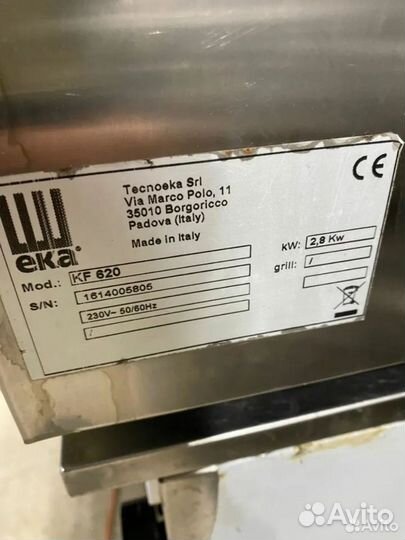 Tecnoeka Srl
Via Marco Polo, 11
35010 Borgoricco
Padova (Italy)
Made in Italy
CE
eka®
Mod.: KF 620
S/N: 1614005805
230V~ 50/60Hz
/
kW: 2,8 Kw
grill: /
Avito
Avito